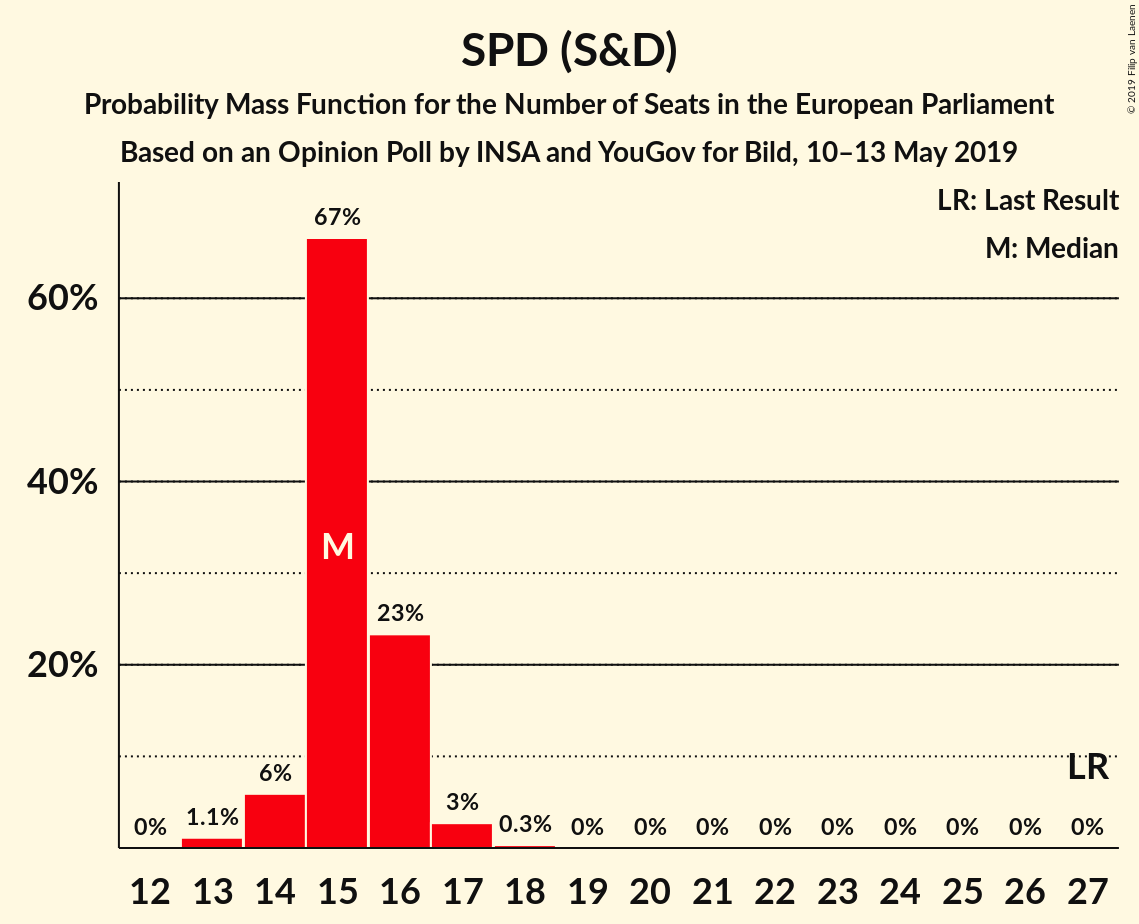 SPD (S&D)
Probability Mass Function for the Number of Seats in the European Parliament
Based on an Opinion Poll by INSA and YouGov for Bild, 10–13 May 2019
© 2019 Filip van Laenen
LR: Last Result
M: Median
67%
60%
40%
M
23%
20%
6%
LR
0% 1.1% 3% 0.3% 0% 0% 0% 0% 0% 0% 0% 0% 0%
12 13 14 15 16 17 18 19 20 21 22 23 24 25 26 27